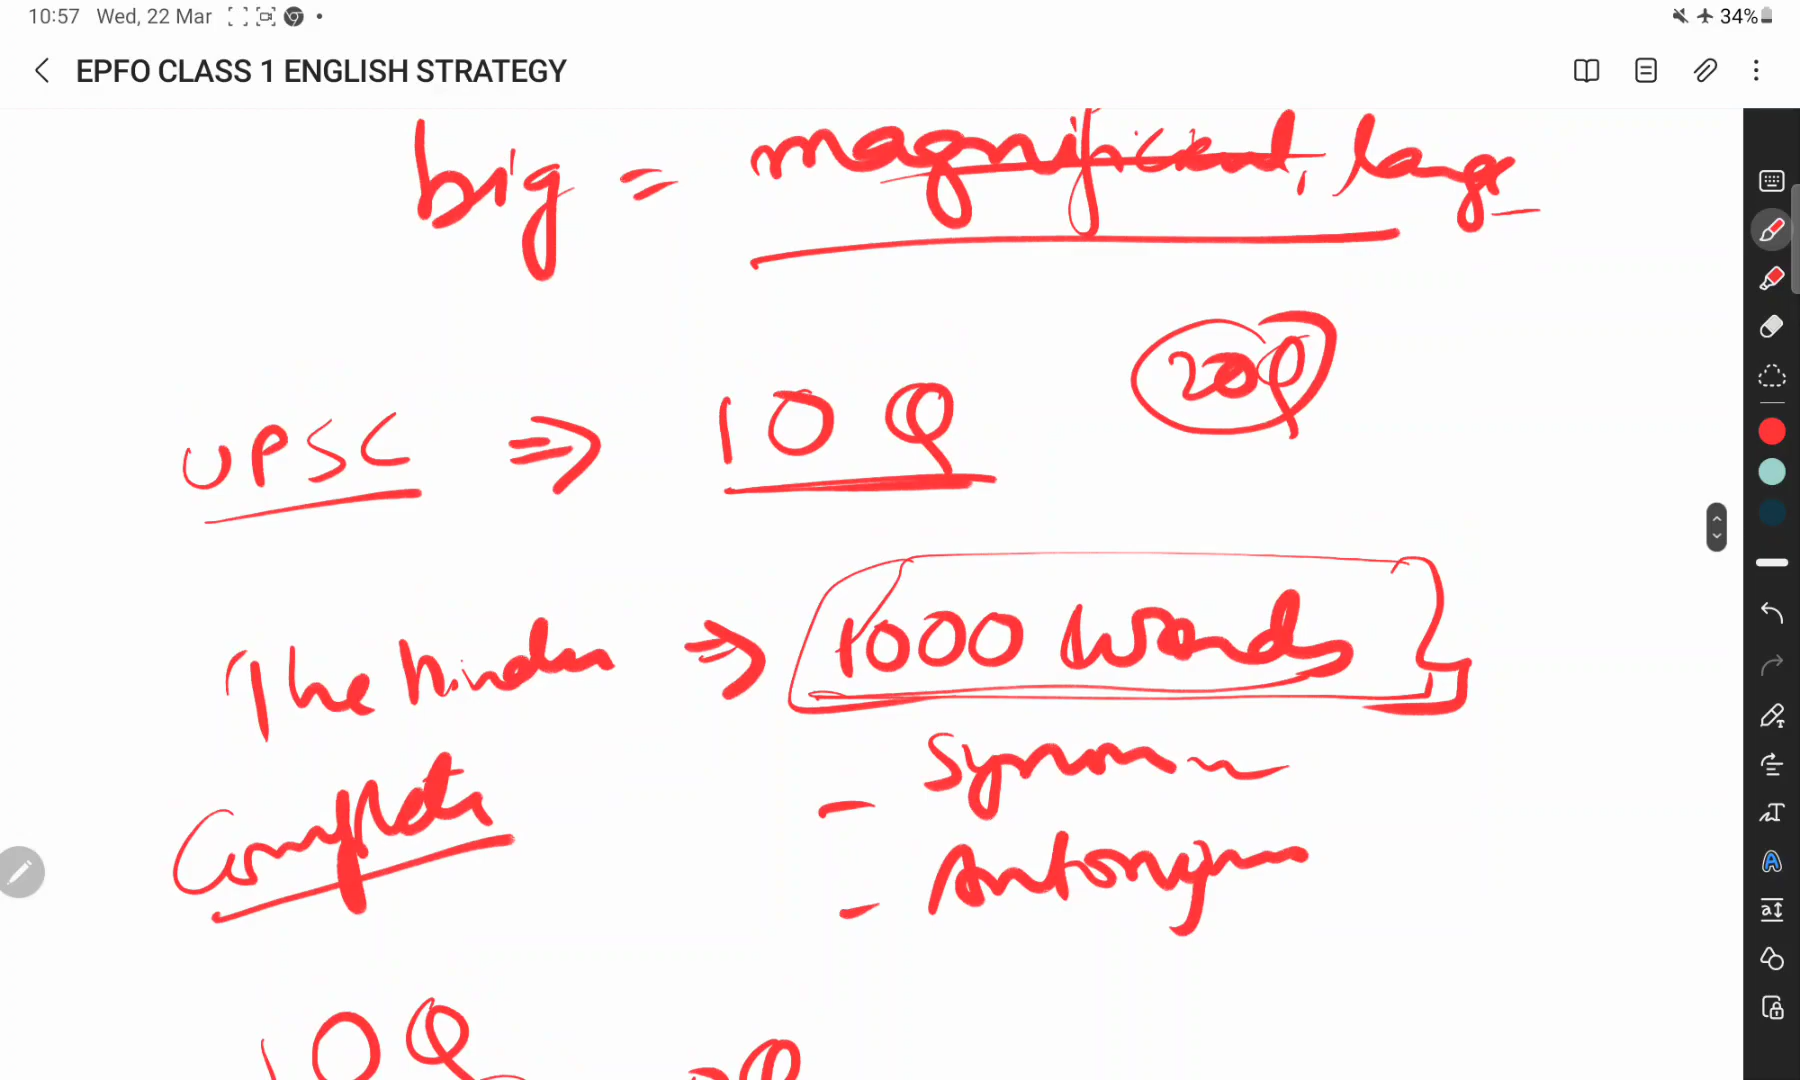 10:57 Wed, 22 Mar 34%
EPFO CLASS 1 ENGLISH STRATEGY
big = magnificent, large
20Q
UPSC ⇒ 10 Q
The hindu ⇒ 1000 words
Complete
- Synonym
- Antonym
10 Q